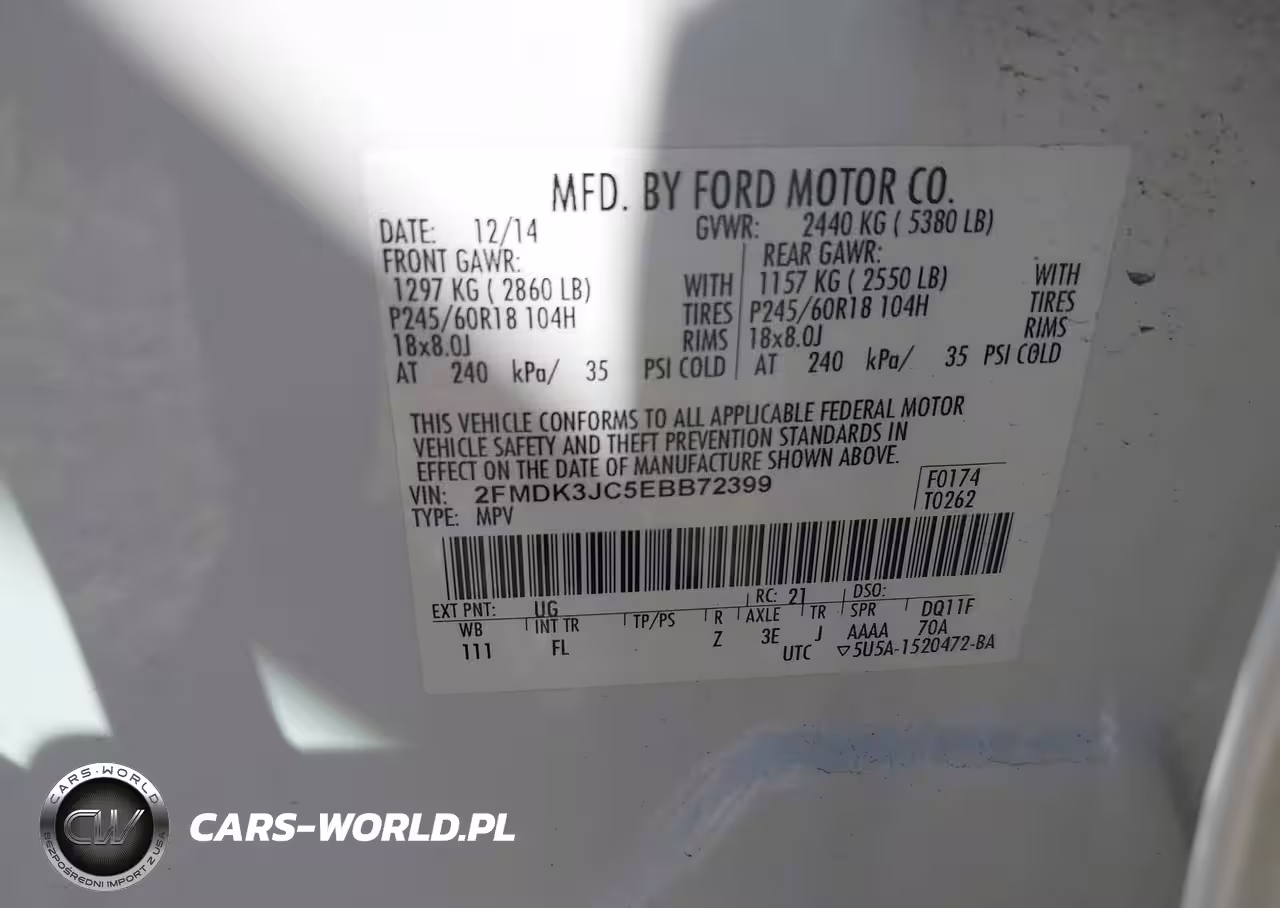 MFD. BY FORD MOTOR CO.
DATE: 12/14 GVWR: 2440 KG ( 5380 LB)
FRONT GAWR: REAR GAWR:
1297 KG ( 2860 LB) WITH 1157 KG ( 2550 LB) WITH
P245/60R18 104H TIRES P245/60R18 104H TIRES
18x8.0J RIMS 18x8.0J RIMS
AT 240 kPa/ 35 PSI COLD AT 240 kPa/ 35 PSI COLD
THIS VEHICLE CONFORMS TO ALL APPLICABLE FEDERAL MOTOR
VEHICLE SAFETY AND THEFT PREVENTION STANDARDS IN
EFFECT ON THE DATE OF MANUFACTURE SHOWN ABOVE.
VIN: 2FMDK3JC5EBB72399 F0174
TYPE: MPV T0262
EXT PNT: UG RC: 21 DSO:
WB INT TR TP/PS R AXLE TR SPR DQ11F
111 FL Z 3E J AAAA 70A
UTC ▽5U5A-1520472-BA
CARS-WORLD
CW
BEZPOŚREDNI IMPORT Z USA
CARS-WORLD.PL